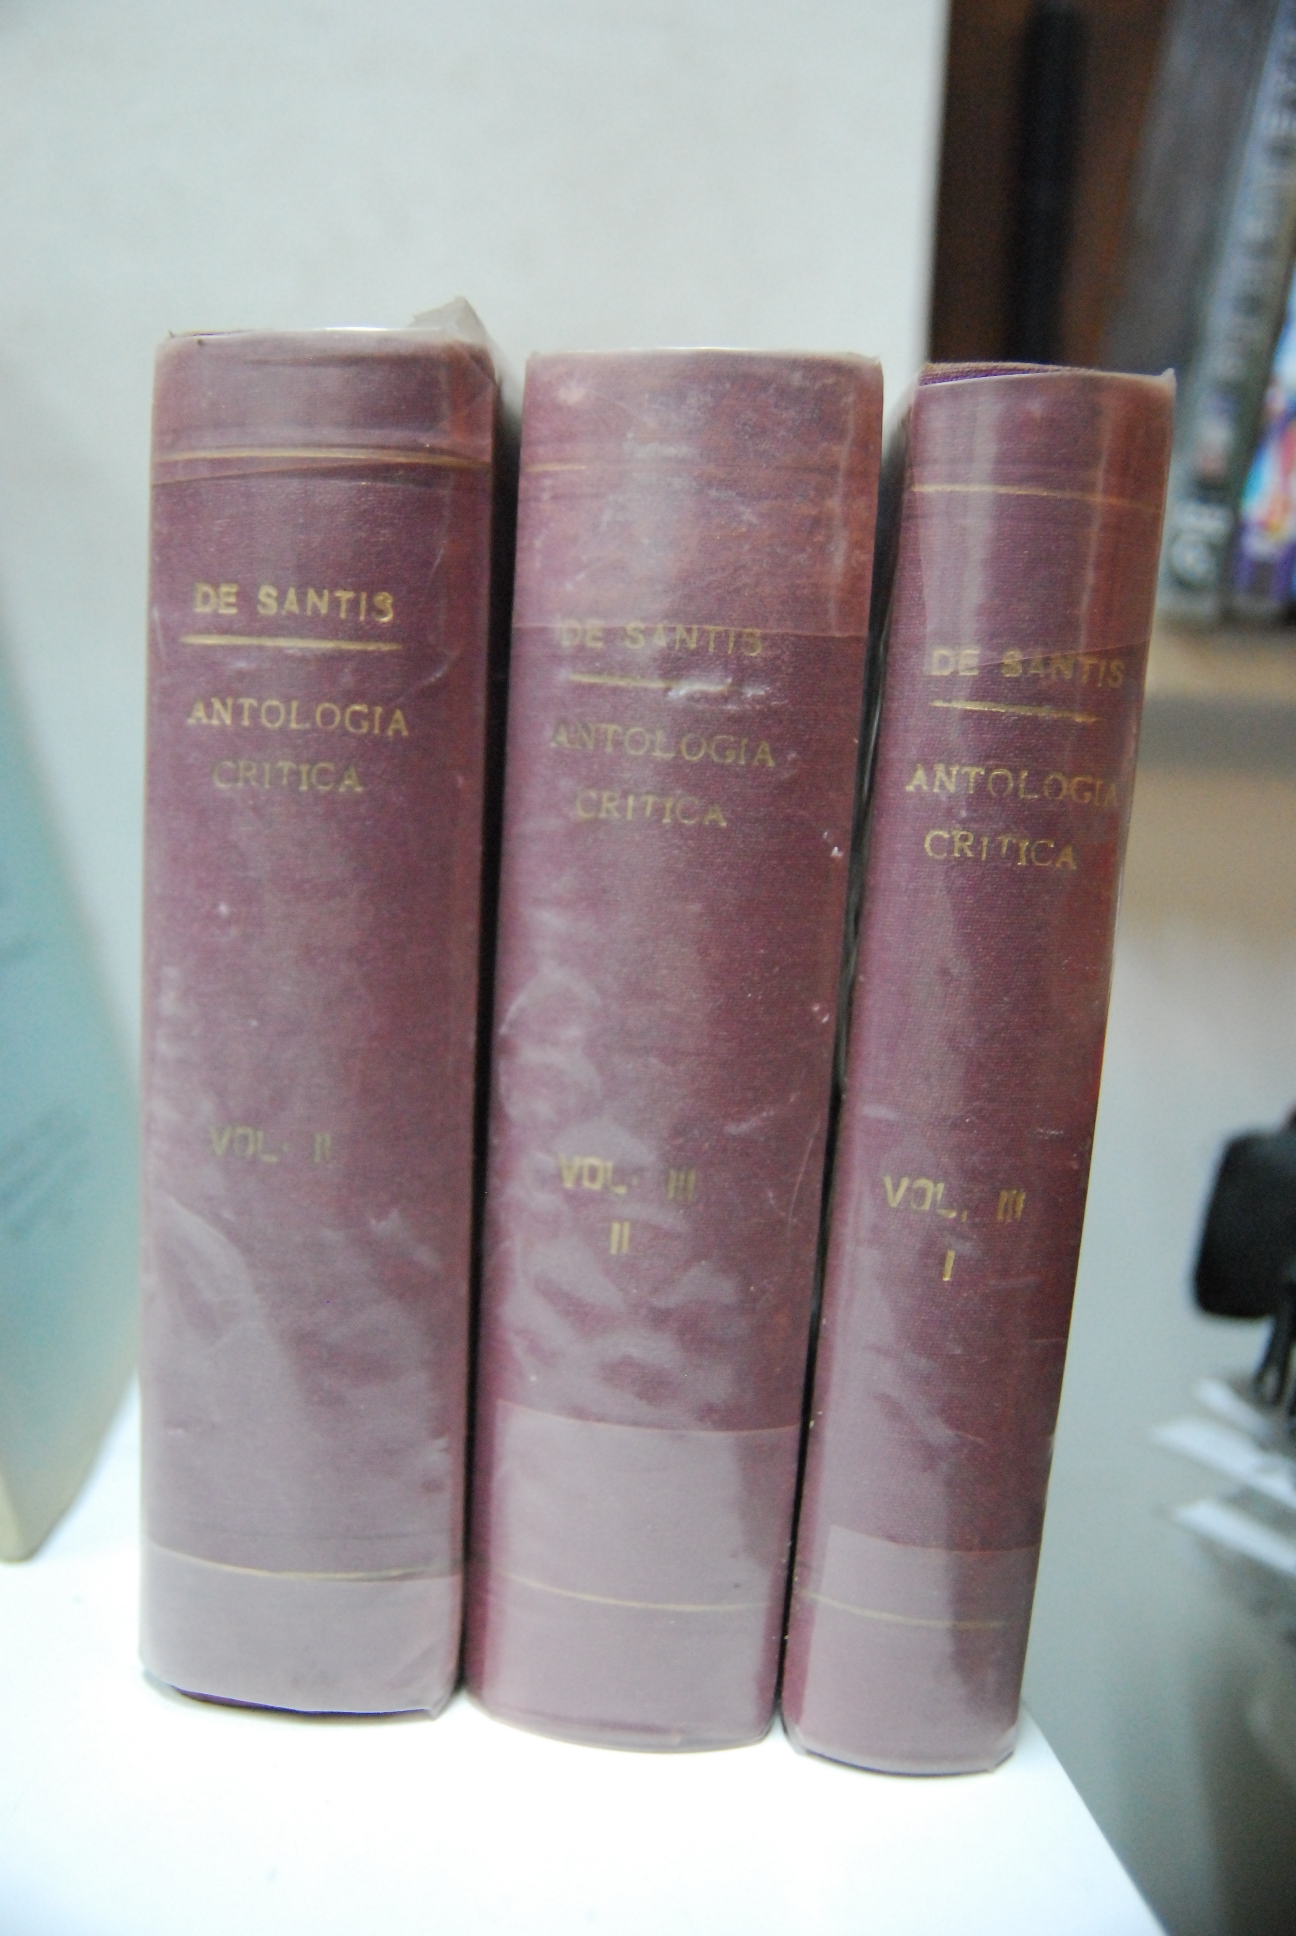 DE SANTIS
ANTOLOGIA
CRITICA
VOL. II
DE SANTIS
ANTOLOGIA
CRITICA
VOL. III
II
DE SANTIS
ANTOLOGIA
CRITICA
VOL. III
I